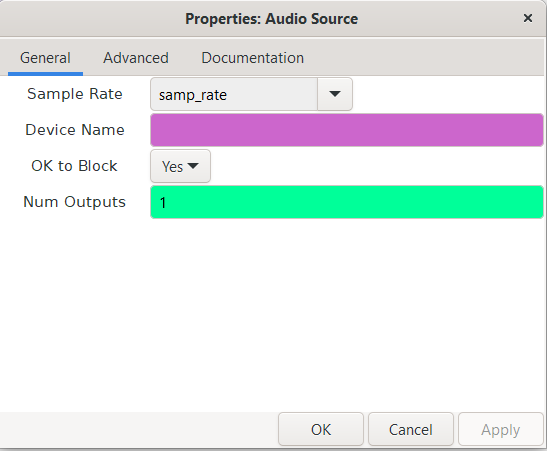 Properties: Audio Source
General Advanced Documentation
Sample Rate samp_rate
Device Name
OK to Block Yes
Num Outputs 1
OK Cancel Apply